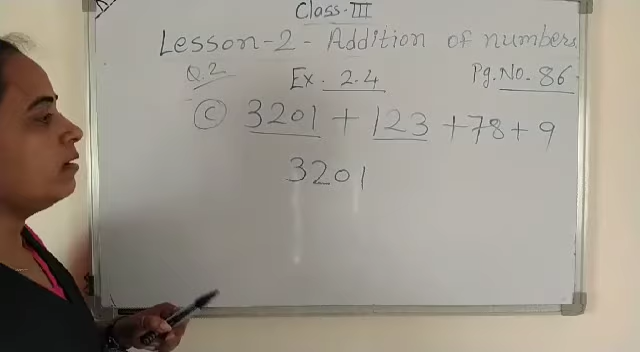 Class-III
Lesson-2 - Addition of numbers
Q.2 Ex. 2.4 Pg.No. 86
C 3201 + 123 + 78 + 9
3201